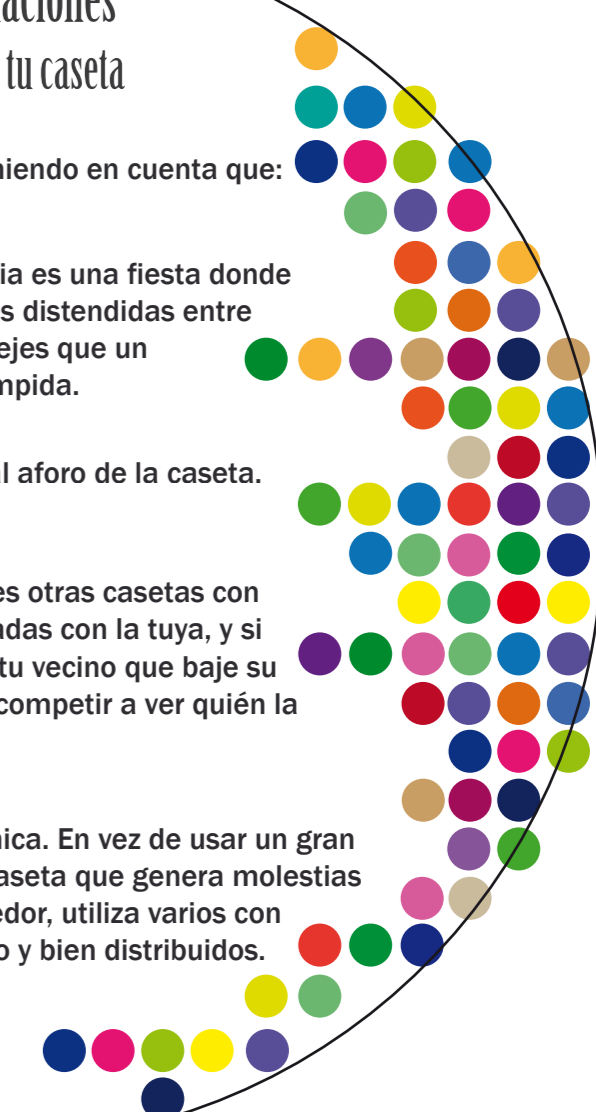 aciones
tu caseta
niendo en cuenta que:
ia es una fiesta donde
s distendidas entre
ejes que un
mpida.
l aforo de la caseta.
es otras casetas con
adas con la tuya, y si
tu vecino que baje su
competir a ver quién la
nica. En vez de usar un gran
aseta que genera molestias
edor, utiliza varios con
o y bien distribuidos.